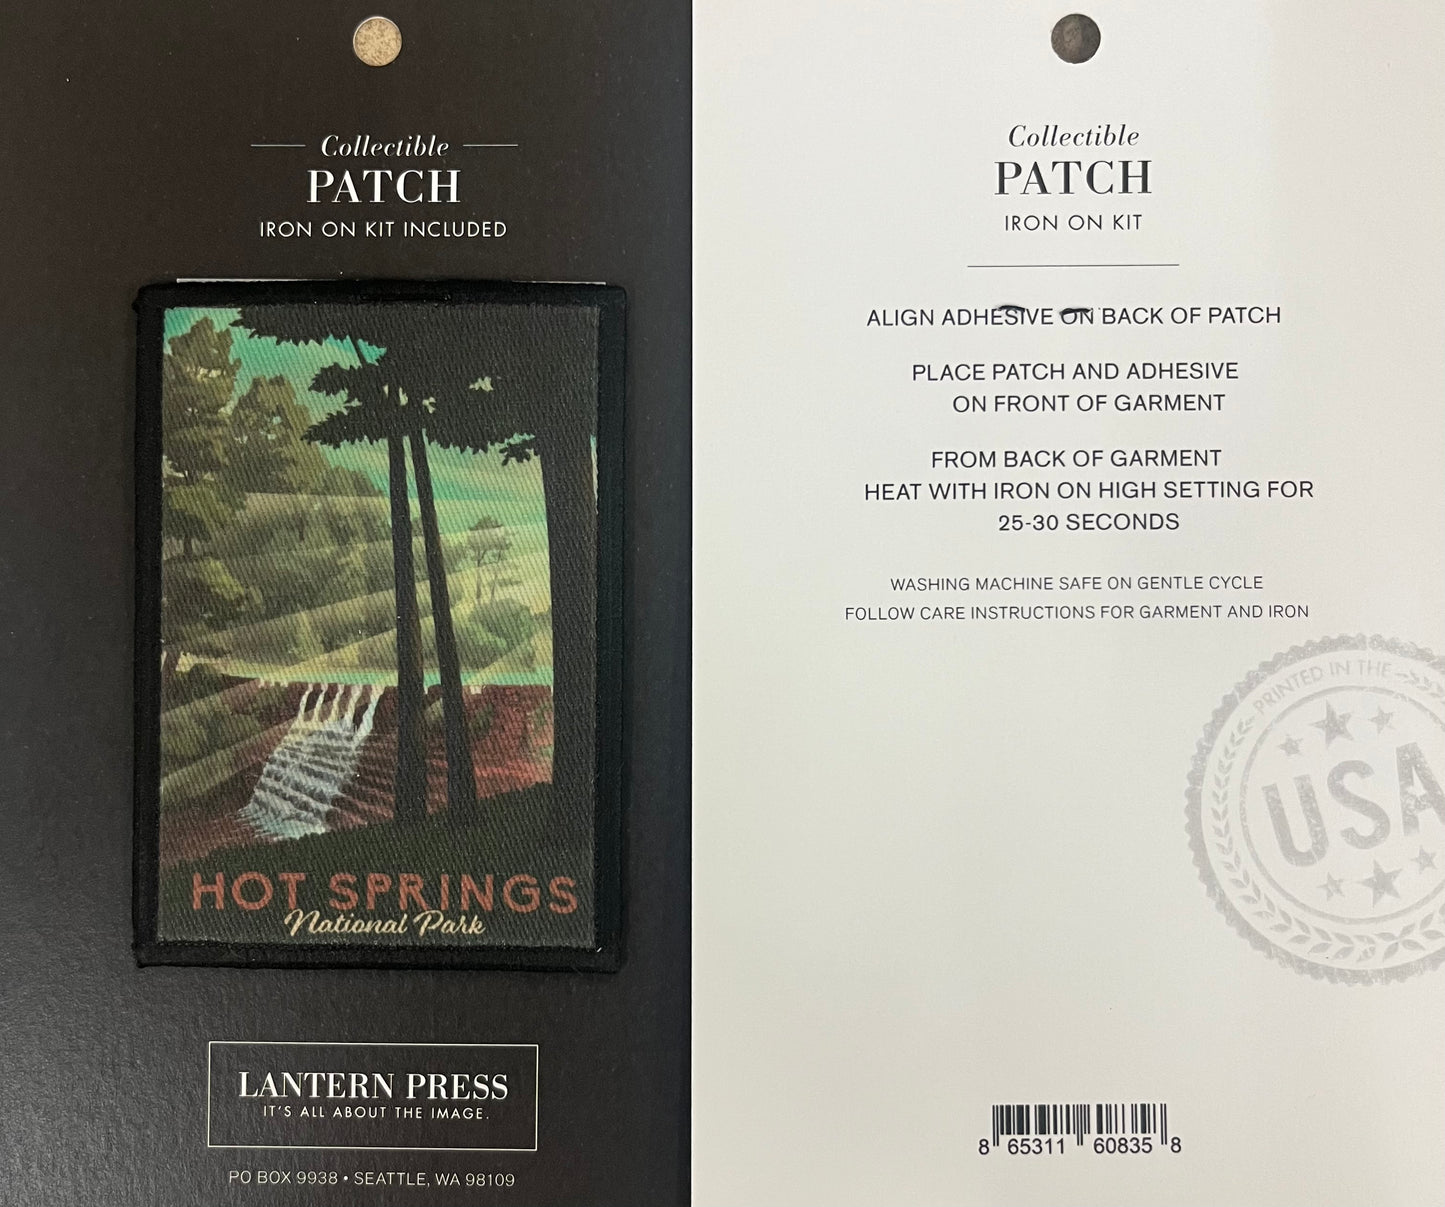 Collectible
PATCH
IRON ON KIT INCLUDED
HOT SPRINGS
National Park
LANTERN PRESS
IT'S ALL ABOUT THE IMAGE.
PO BOX 9938 • SEATTLE, WA 98109
Collectible
PATCH
IRON ON KIT
ALIGN ADHESIVE ON BACK OF PATCH
PLACE PATCH AND ADHESIVE
ON FRONT OF GARMENT
FROM BACK OF GARMENT
HEAT WITH IRON ON HIGH SETTING FOR
25-30 SECONDS
WASHING MACHINE SAFE ON GENTLE CYCLE
FOLLOW CARE INSTRUCTIONS FOR GARMENT AND IRON
PRINTED IN THE
USA
8 65311 60835 8